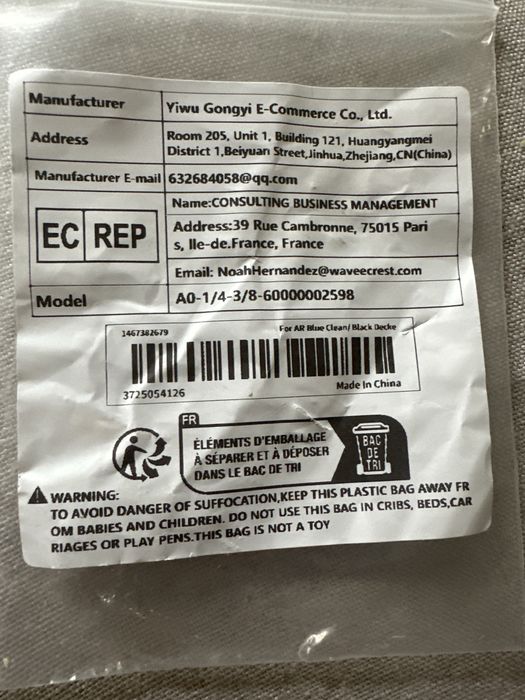 Manufacturer
Yiwu Gongyi E-Commerce Co., Ltd.
Address
Room 205, Unit 1, Building 121, Huangyangmei
District 1,Beiyuan Street,Jinhua,Zhejiang,CN(China)
Manufacturer E-mail
632684058@qq.com
EC REP
Name:CONSULTING BUSINESS MANAGEMENT
Address:39 Rue Cambronne, 75015 Pari
s, Ile-de.France, France
Email: NoahHernandez@waveecrest.com
Model
A0-1/4-3/8-60000002598
1467382679
For AR Blue Clean/ Black Decke
3725054126
Made In China
FR
ÉLÉMENTS D'EMBALLAGE
À SÉPARER ET À DÉPOSER
DANS LE BAC DE TRI
BAC
DE
TRI
WARNING:
TO AVOID DANGER OF SUFFOCATION,KEEP THIS PLASTIC BAG AWAY FR
OM BABIES AND CHILDREN. DO NOT USE THIS BAG IN CRIBS, BEDS,CAR
RIAGES OR PLAY PENS.THIS BAG IS NOT A TOY